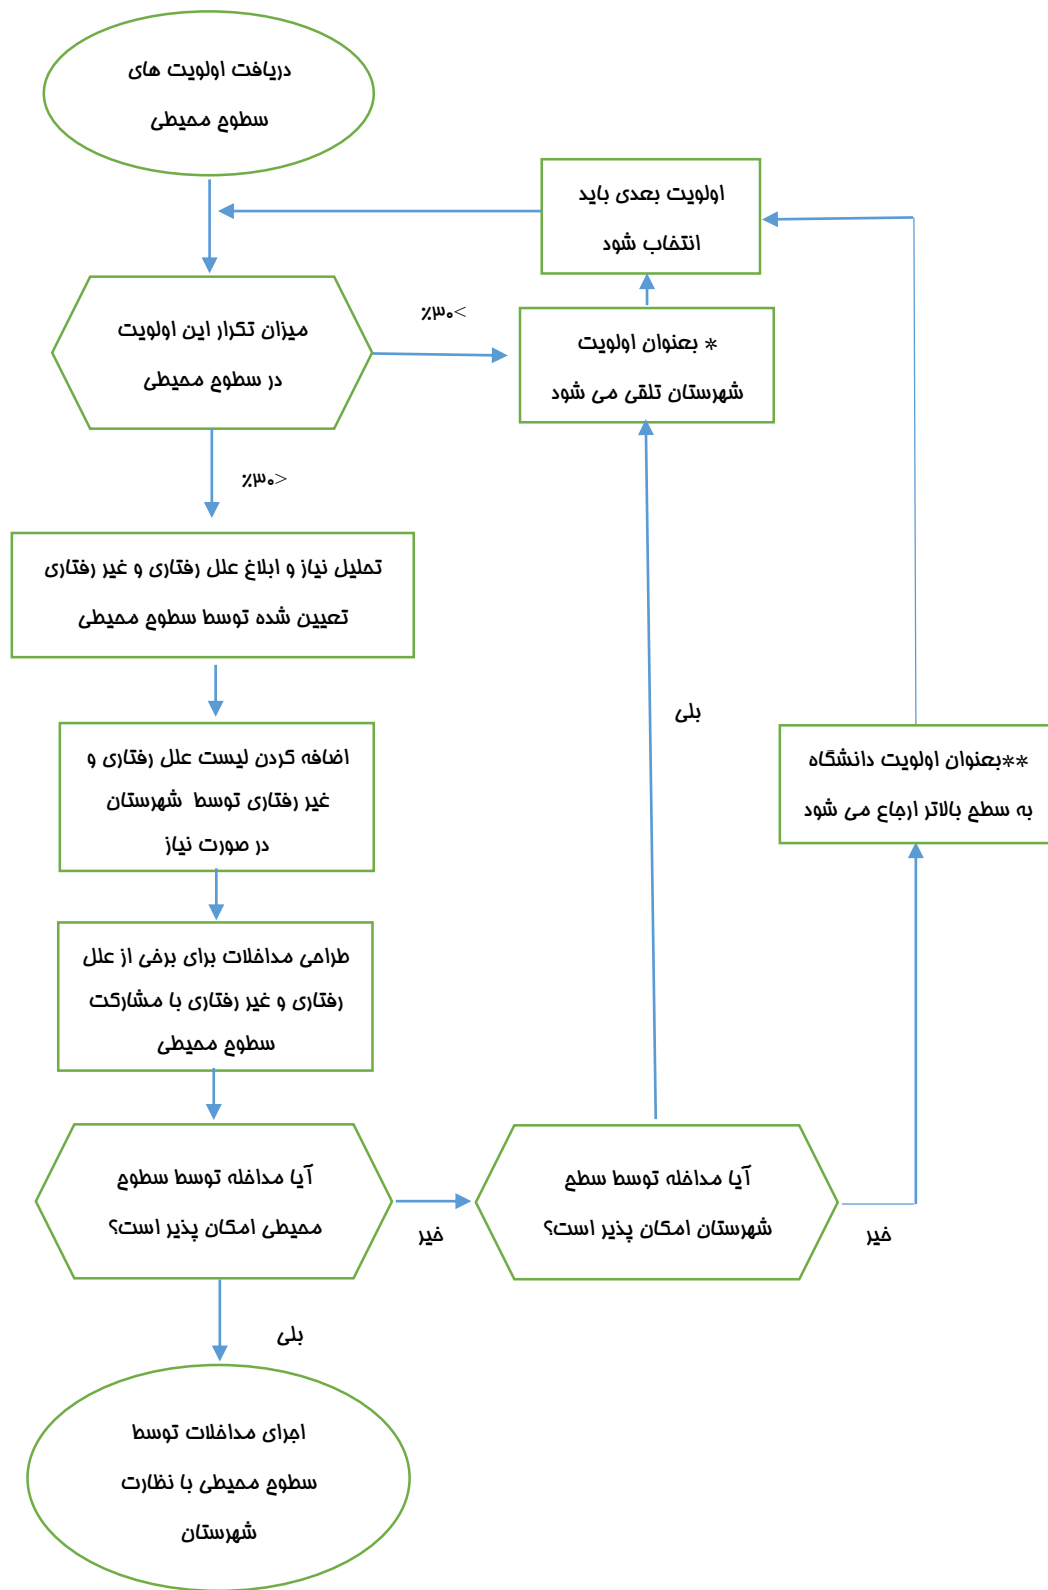 دریافت اولویت های
سطوح محیطی
اولویت بعدی باید
انتخاب شود
میزان تکرار این اولویت
در سطوح محیطی
>۳۰٪
* بعنوان اولویت
شهرستان تلقی می شود
<۳۰٪
تحلیل نیاز و ابلاغ علل رفتاری و غیر رفتاری
تعیین شده توسط سطوح محیطی
بلی
اضافه کردن لیست علل رفتاری و
غیر رفتاری توسط شهرستان
در صورت نیاز
**بعنوان اولویت دانشگاه
به سطح بالاتر ارجاع می شود
طراحی مداخلات برای برخی از علل
رفتاری و غیر رفتاری با مشارکت
سطوح محیطی
آیا مداخله توسط سطوح
محیطی امکان پذیر است؟
خیر
آیا مداخله توسط سطح
شهرستان امکان پذیر است؟
خیر
بلی
اجرای مداخلات توسط
سطوح محیطی با نظارت
شهرستان